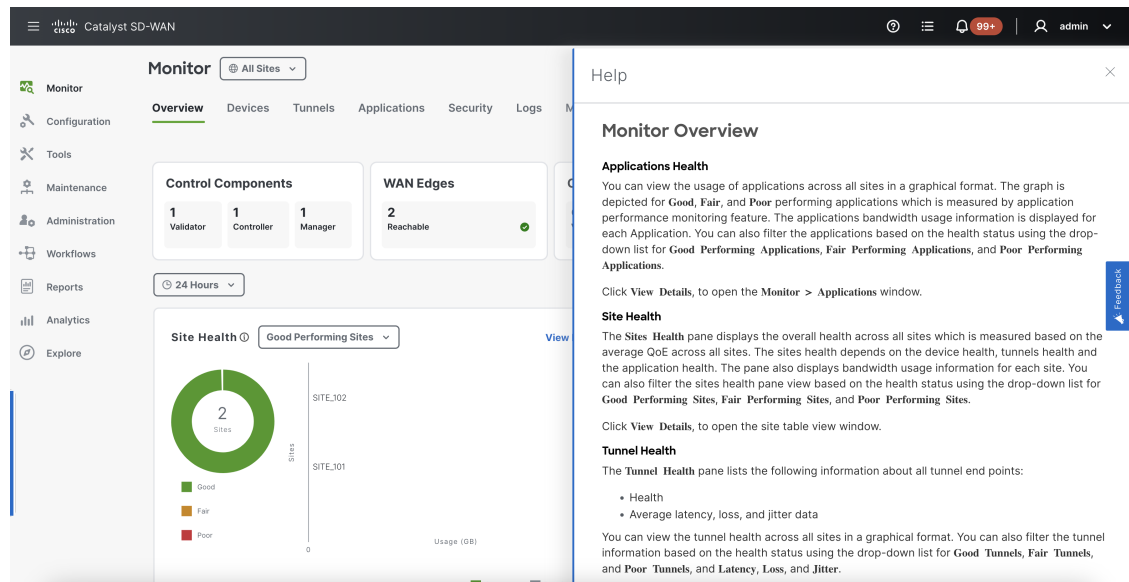 cisco Catalyst SD-WAN
99+
admin
Monitor
Configuration
Tools
Maintenance
Administration
Workflows
Reports
Analytics
Explore
Monitor
All Sites
Overview Devices Tunnels Applications Security Logs M
Control Components
1 1 1
Validator Controller Manager
WAN Edges
2
Reachable
24 Hours
Site Health
Good Performing Sites
View
2
Sites
Good
Fair
Poor
Sites
SITE_102
SITE_101
0
Usage (GB)
Help
Monitor Overview
Applications Health
You can view the usage of applications across all sites in a graphical format. The graph is
depicted for Good, Fair, and Poor performing applications which is measured by application
performance monitoring feature. The applications bandwidth usage information is displayed for
each Application. You can also filter the applications based on the health status using the drop-
down list for Good Performing Applications, Fair Performing Applications, and Poor Performing
Applications.
Click View Details, to open the Monitor > Applications window.
Site Health
The Sites Health pane displays the overall health across all sites which is measured based on the
average QoE across all sites. The sites health depends on the device health, tunnels health and
the application health. The pane also displays bandwidth usage information for each site. You
can also filter the sites health pane view based on the health status using the drop-down list for
Good Performing Sites, Fair Performing Sites, and Poor Performing Sites.
Click View Details, to open the site table view window.
Tunnel Health
The Tunnel Health pane lists the following information about all tunnel end points:
• Health
• Average latency, loss, and jitter data
You can view the tunnel health across all sites in a graphical format. You can also filter the tunnel
information based on the health status using the drop-down list for Good Tunnels, Fair Tunnels,
and Poor Tunnels, and Latency, Loss, and Jitter.
Feedback